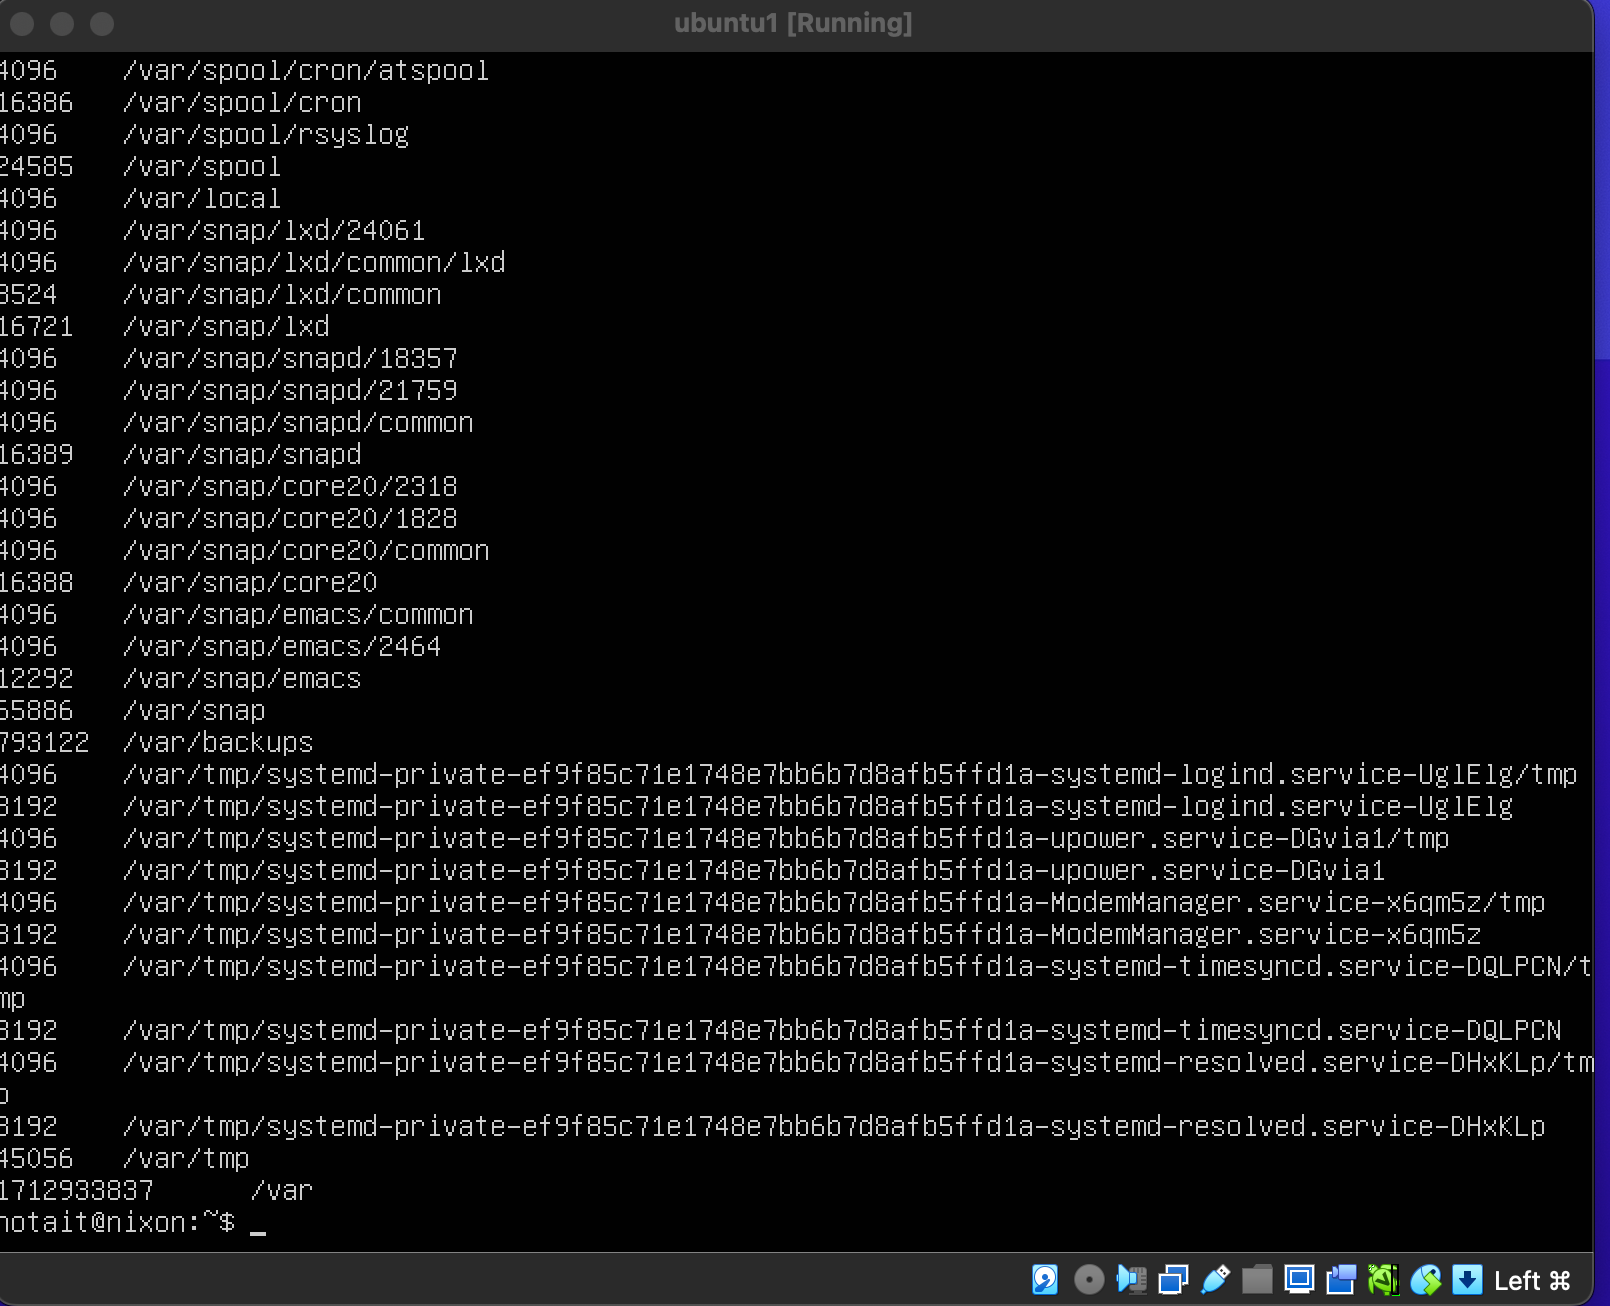 ubuntu1 [Running]
4096 /var/spool/cron/atspool
16386 /var/spool/cron
4096 /var/spool/rsyslog
24585 /var/spool
4096 /var/local
4096 /var/snap/lxd/24061
4096 /var/snap/lxd/common/lxd
8524 /var/snap/lxd/common
16721 /var/snap/lxd
4096 /var/snap/snapd/18357
4096 /var/snap/snapd/21759
4096 /var/snap/snapd/common
16389 /var/snap/snapd
4096 /var/snap/core20/2318
4096 /var/snap/core20/1828
4096 /var/snap/core20/common
16388 /var/snap/core20
4096 /var/snap/emacs/common
4096 /var/snap/emacs/2464
12292 /var/snap/emacs
65886 /var/snap
793122 /var/backups
4096 /var/tmp/systemd-private-ef9f85c71e1748e7bb6b7d8afb5ffd1a-systemd-logind.service-UglElg/tmp
8192 /var/tmp/systemd-private-ef9f85c71e1748e7bb6b7d8afb5ffd1a-systemd-logind.service-UglElg
4096 /var/tmp/systemd-private-ef9f85c71e1748e7bb6b7d8afb5ffd1a-upower.service-DGvia1/tmp
8192 /var/tmp/systemd-private-ef9f85c71e1748e7bb6b7d8afb5ffd1a-upower.service-DGvia1
4096 /var/tmp/systemd-private-ef9f85c71e1748e7bb6b7d8afb5ffd1a-ModemManager.service-x6qm5z/tmp
8192 /var/tmp/systemd-private-ef9f85c71e1748e7bb6b7d8afb5ffd1a-ModemManager.service-x6qm5z
4096 /var/tmp/systemd-private-ef9f85c71e1748e7bb6b7d8afb5ffd1a-systemd-timesyncd.service-DQLPCN/t
mp
8192 /var/tmp/systemd-private-ef9f85c71e1748e7bb6b7d8afb5ffd1a-systemd-timesyncd.service-DQLPCN
4096 /var/tmp/systemd-private-ef9f85c71e1748e7bb6b7d8afb5ffd1a-systemd-resolved.service-DHxKLp/tm
p
8192 /var/tmp/systemd-private-ef9f85c71e1748e7bb6b7d8afb5ffd1a-systemd-resolved.service-DHxKLp
45056 /var/tmp
1712933837 /var
notait@nixon:~$ _
Left ⌘